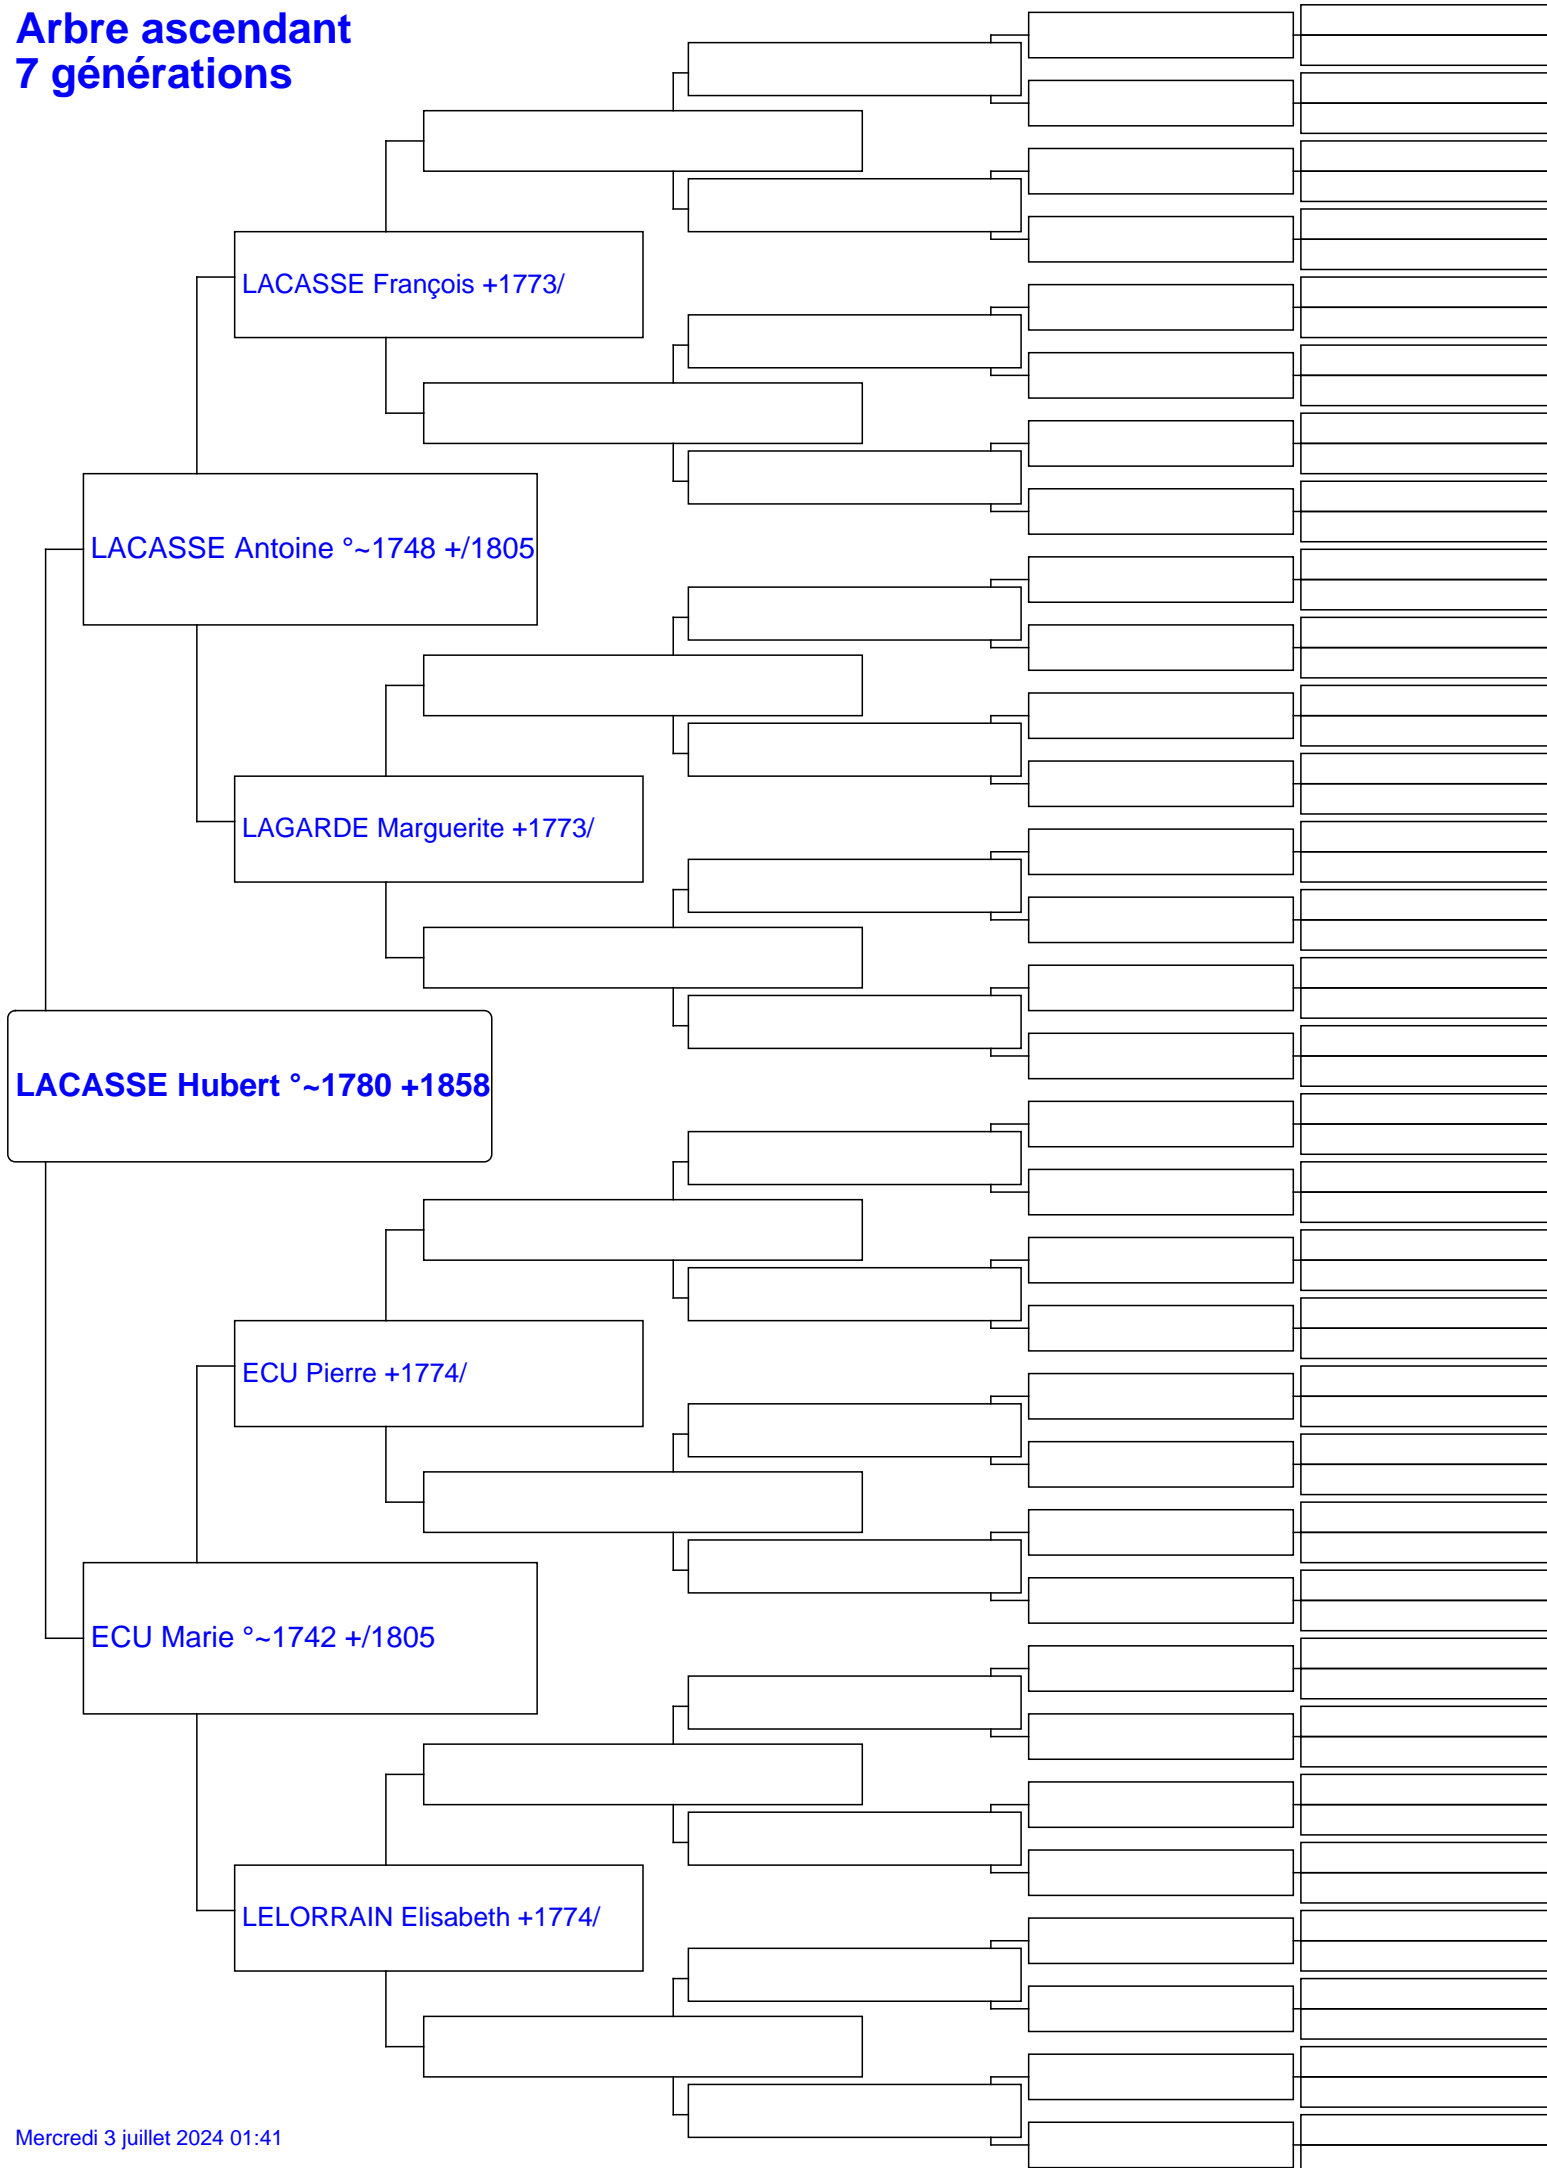 Arbre ascendant
7 générations
LACASSE François +1773/
LACASSE Antoine °~1748 +/1805
LAGARDE Marguerite +1773/
LACASSE Hubert °~1780 +1858
ECU Pierre +1774/
ECU Marie °~1742 +/1805
LELORRAIN Elisabeth +1774/
Mercredi 3 juillet 2024 01:41